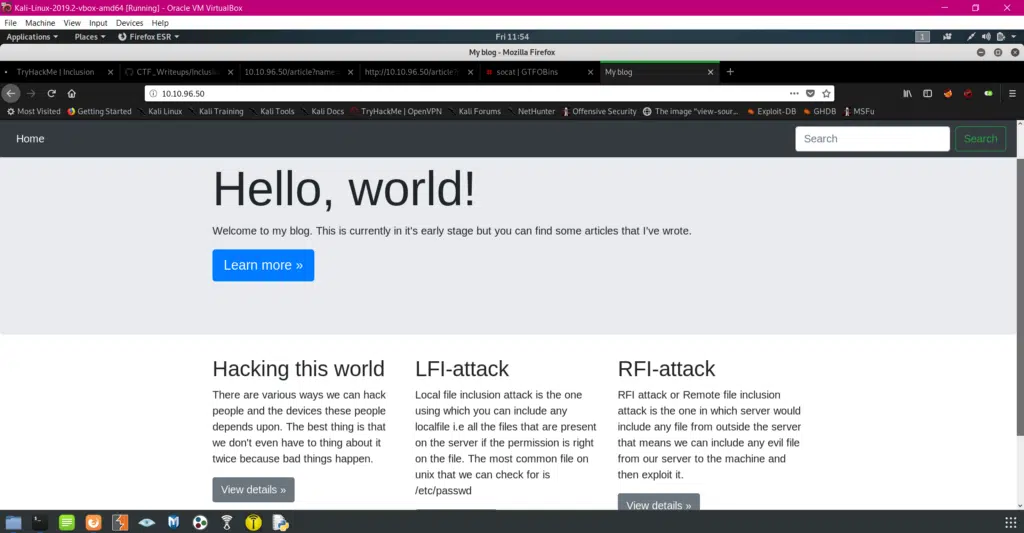 Kali-Linux-2019.2-vbox-amd64 [Running] - Oracle VM VirtualBox
File Machine View Input Devices Help
Applications Places Firefox ESR Fri 11:54 1
My blog - Mozilla Firefox
TryHackMe | Inclusion CTF_Writeups/Inclusi 10.10.96.50/article?name= http://10.10.96.50/article? socat | GTFOBins My blog
10.10.96.50
Most Visited Getting Started Kali Linux Kali Training Kali Tools Kali Docs TryHackMe | OpenVPN Kali Forums NetHunter Offensive Security The image "view-sour... Exploit-DB GHDB MSFu
Home Search Search
Hello, world!
Welcome to my blog. This is currently in it's early stage but you can find some articles that I've wrote.
Learn more »
Hacking this world
There are various ways we can hack
people and the devices these people
depends upon. The best thing is that
we don't even have to thing about it
twice because bad things happen.
View details »
LFI-attack
Local file inclusion attack is the one
using which you can include any
localfile i.e all the files that are present
on the server if the permission is right
on the file. The most common file on
unix that we can check for is
/etc/passwd
RFI-attack
RFI attack or Remote file inclusion
attack is the one in which server would
include any file from outside the server
that means we can include any evil file
from our server to the machine and
then exploit it.
View details »